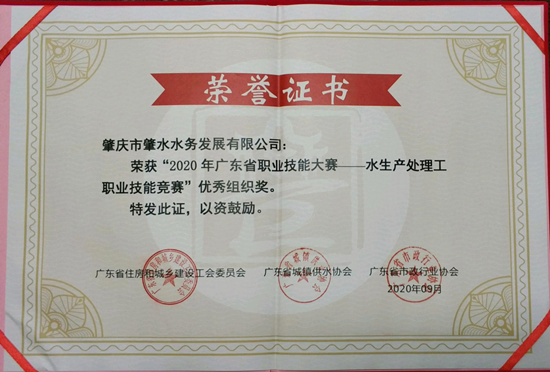 荣誉证书
肇庆市肇水水务发展有限公司：
荣获“2020年广东省职业技能大赛——水生产处理工
职业技能竞赛”优秀组织奖。
特发此证，以资鼓励。
广东省住房和城乡建设工会委员会 广东省城镇供水协会 广东省市政行业协会
2020年09月